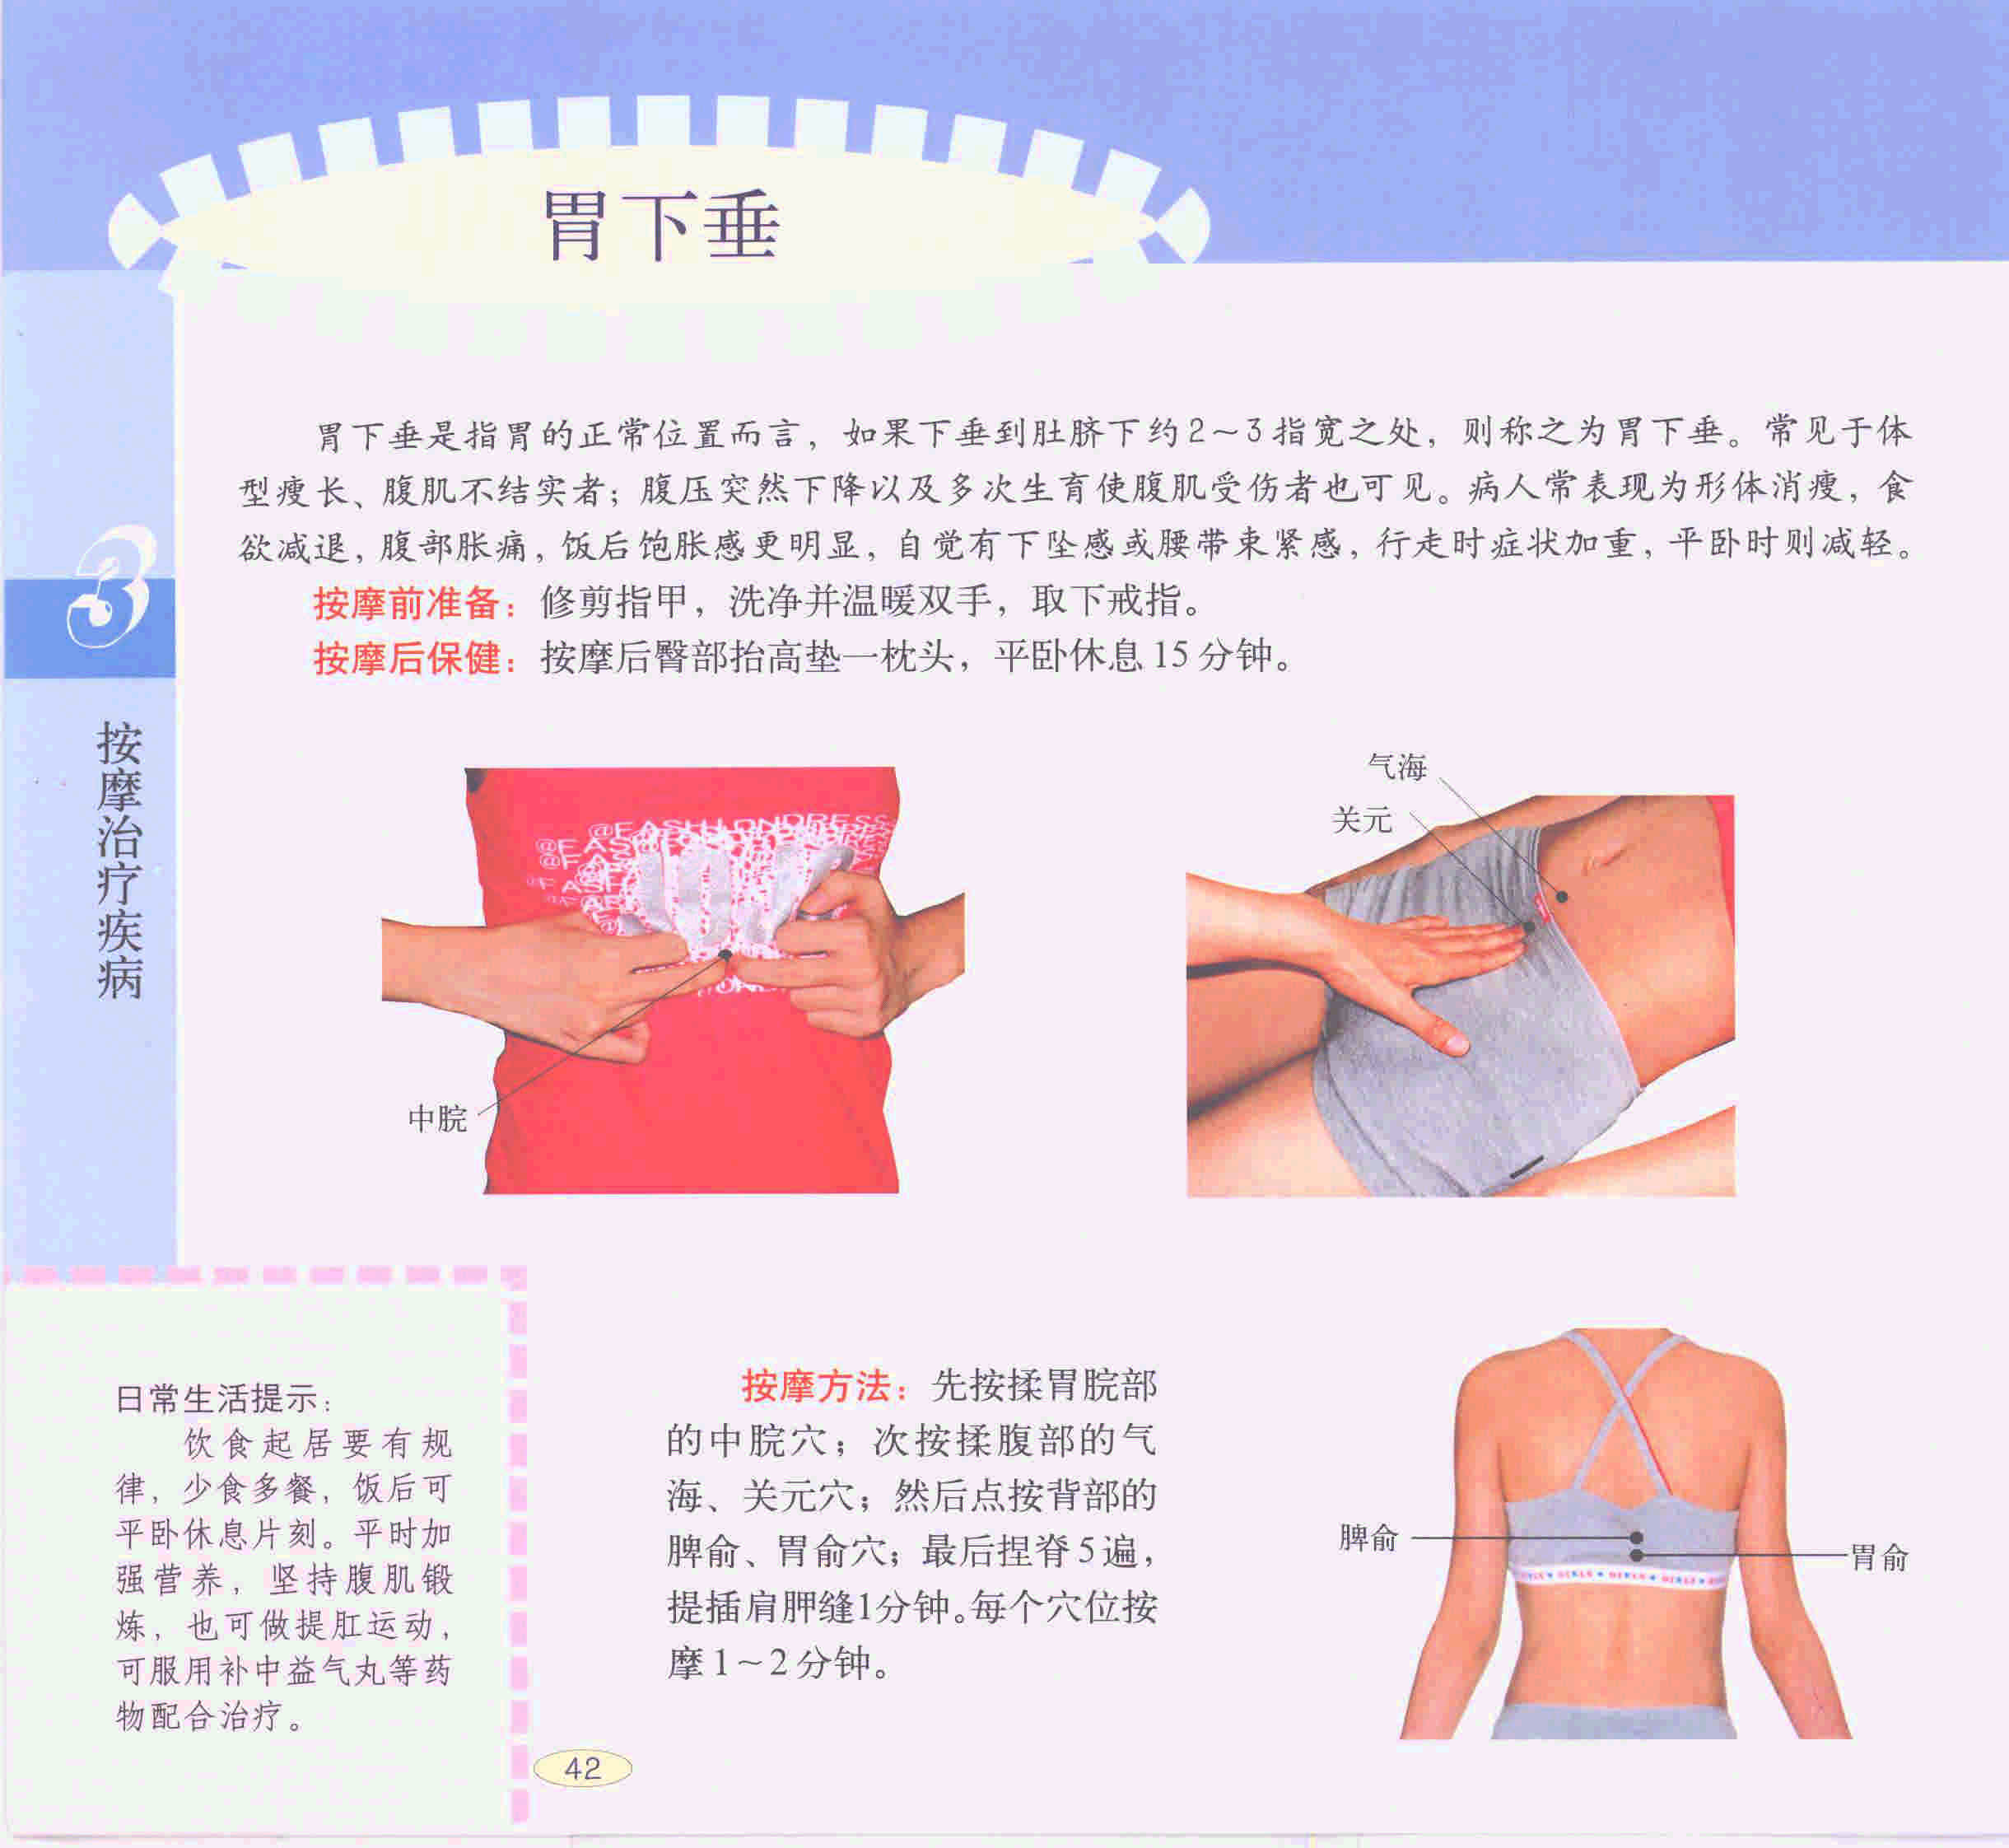 胃下垂
胃下垂是指胃的正常位置而言，如果下垂到肚脐下约2～3指宽之处，则称之为胃下垂。常见于体
型瘦长、腹肌不结实者；腹压突然下降以及多次生育使腹肌受伤者也可见。病人常表现为形体消瘦，食
欲减退，腹部胀痛，饭后饱胀感更明显，自觉有下坠感或腰带束紧感，行走时症状加重，平卧时则减轻。
按摩前准备：修剪指甲，洗净并温暖双手，取下戒指。
按摩后保健：按摩后臀部抬高垫一枕头，平卧休息15分钟。
3
按摩治疗疾病
中脘
气海
关元
日常生活提示：
饮食起居要有规
律，少食多餐，饭后可
平卧休息片刻。平时加
强营养，坚持腹肌锻
炼，也可做提肛运动，
可服用补中益气丸等药
物配合治疗。
按摩方法：先按揉胃脘部
的中脘穴；次按揉腹部的气
海、关元穴；然后点按背部的
脾俞、胃俞穴；最后捏脊5遍，
提插肩胛缝1分钟。每个穴位按
摩1～2分钟。
脾俞
胃俞
42